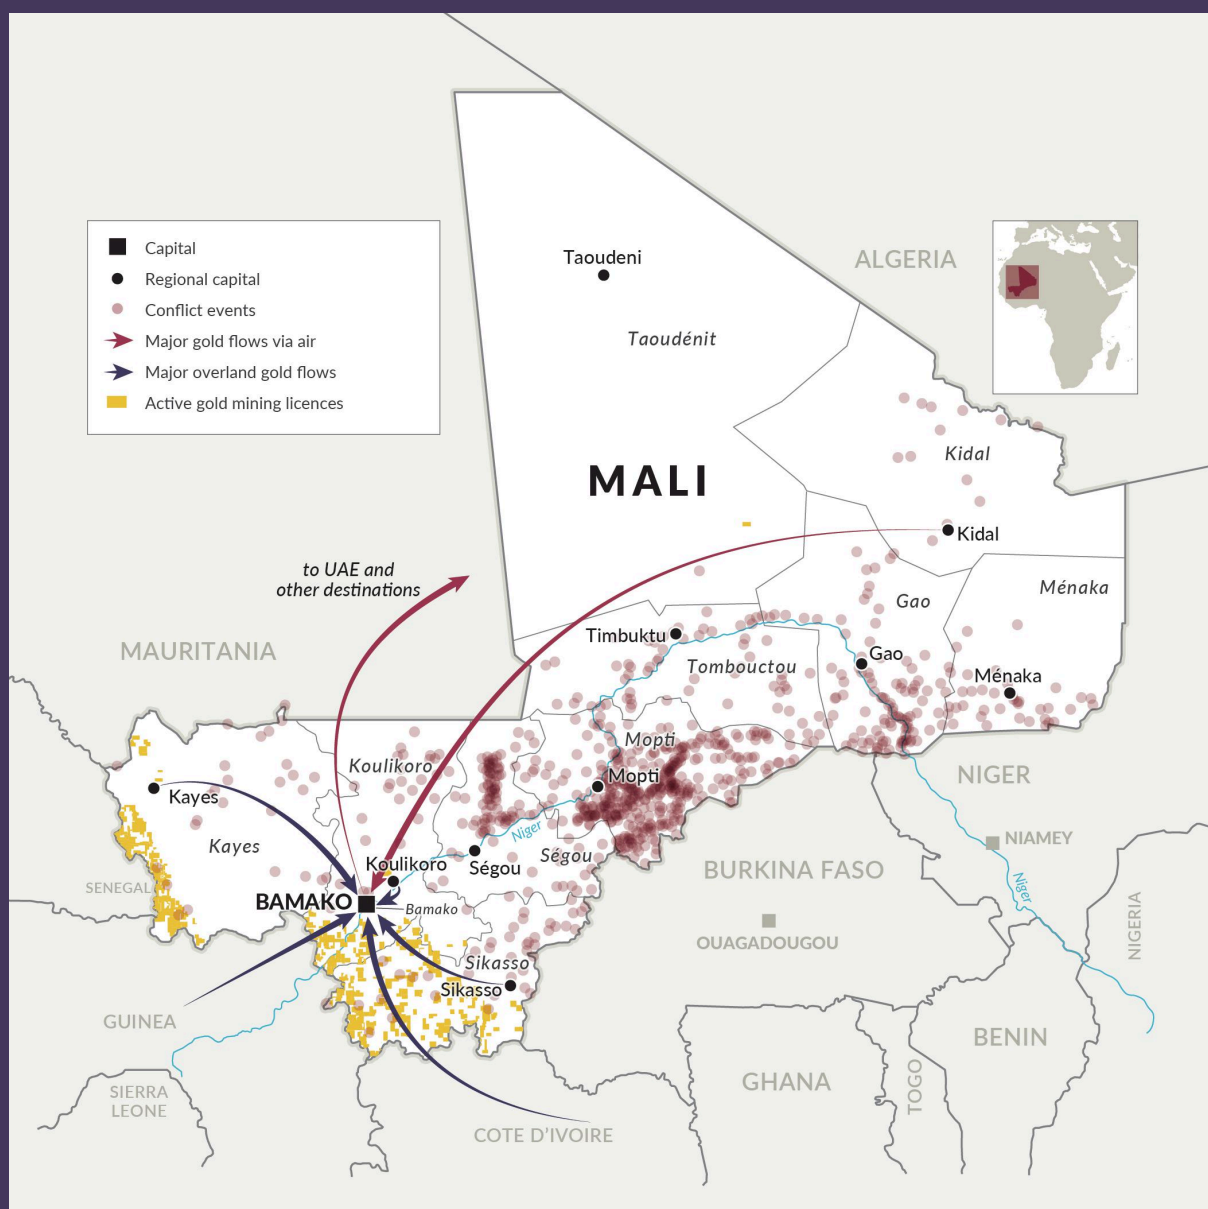 Capital
Regional capital
Conflict events
Major gold flows via air
Major overland gold flows
Active gold mining licences
Taoudeni
Taoudénit
ALGERIA
MALI
Kidal
Kidal
to UAE and
other destinations
Ménaka
Gao
MAURITANIA
Timbuktu
Tombouctou
Gao
Ménaka
Mopti
Koulikoro
Mopti
NIGER
Kayes
Kayes
Niger
NIAMEY
Ségou
Koulikoro
Ségou
BURKINA FASO
SENEGAL
Niger
BAMAKO
Bamako
OUAGADOUGOU
NIGERIA
Sikasso
Sikasso
GUINEA
BENIN
GHANA
TOGO
SIERRA
LEONE
COTE D'IVOIRE